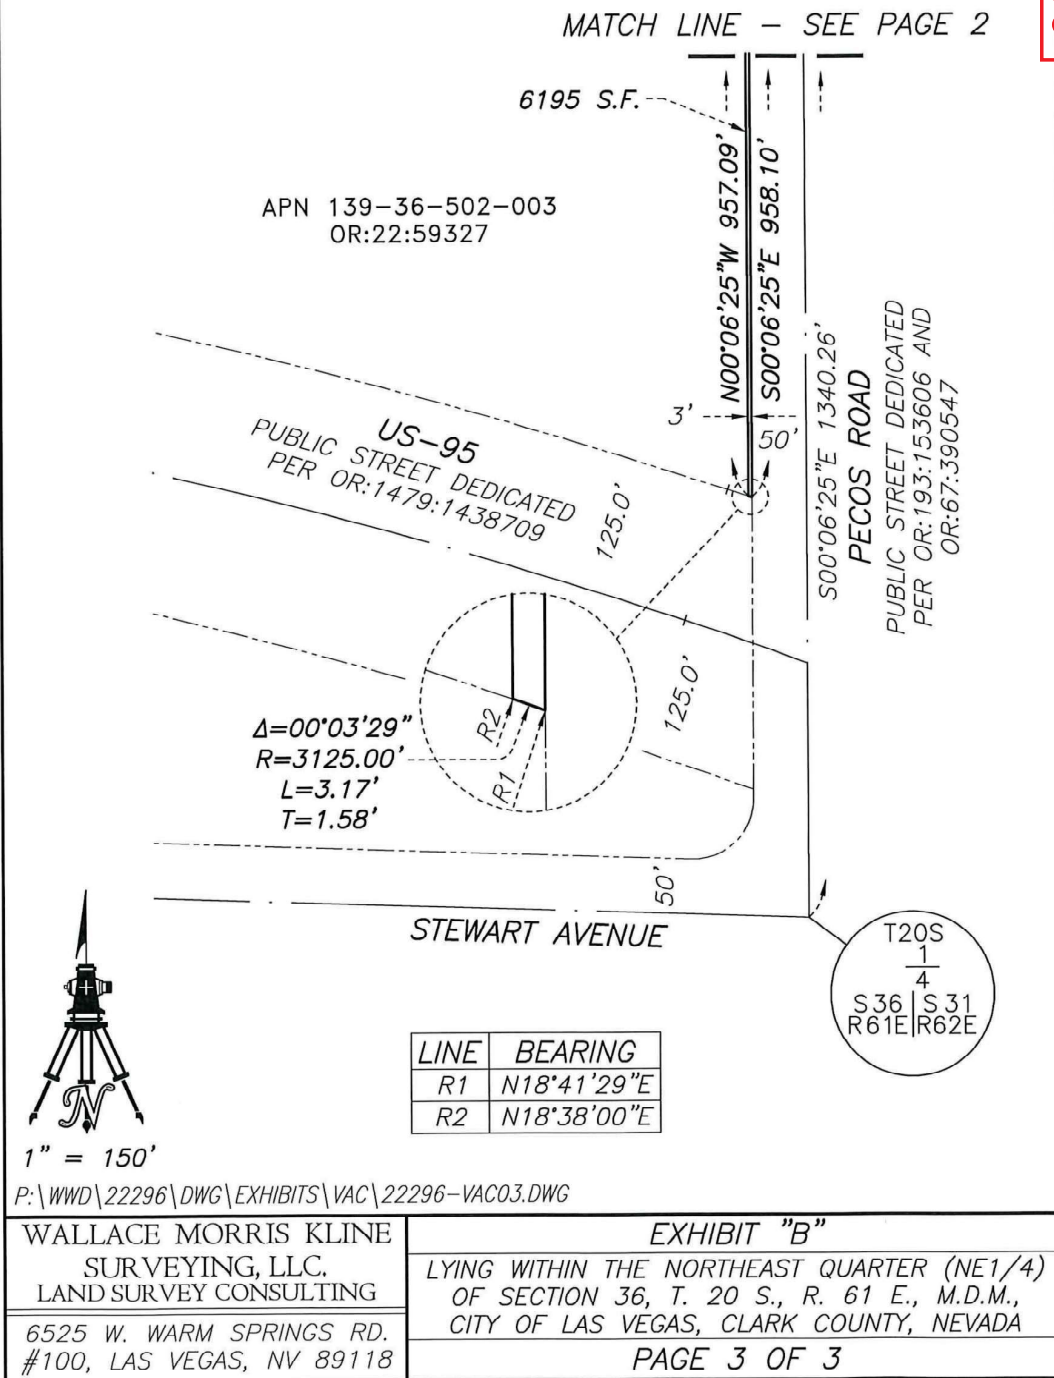 MATCH LINE - SEE PAGE 2
6195 S.F.
N00°06'25"W 957.09'
S00°06'25"E 958.10'
APN 139-36-502-003
OR:22:59327
3'
50'
S00°06'25"E 1340.26'
PECOS ROAD
PUBLIC STREET DEDICATED
PER OR:193:153606 AND
OR:67:390547
US-95
PUBLIC STREET DEDICATED
PER OR:1479:1438709
125.0'
125.0'
R2
R1
Δ=00°03'29"
R=3125.00'
L=3.17'
T=1.58'
50'
STEWART AVENUE
T20S
1
4
S36 S31
R61E R62E
LINE BEARING
R1 N18°41'29"E
R2 N18°38'00"E
N
1" = 150'
P:\WWD\22296\DWG\EXHIBITS\VAC\22296-VAC03.DWG
WALLACE MORRIS KLINE
SURVEYING, LLC.
LAND SURVEY CONSULTING
6525 W. WARM SPRINGS RD.
#100, LAS VEGAS, NV 89118
EXHIBIT "B"
LYING WITHIN THE NORTHEAST QUARTER (NE1/4)
OF SECTION 36, T. 20 S., R. 61 E., M.D.M.,
CITY OF LAS VEGAS, CLARK COUNTY, NEVADA
PAGE 3 OF 3